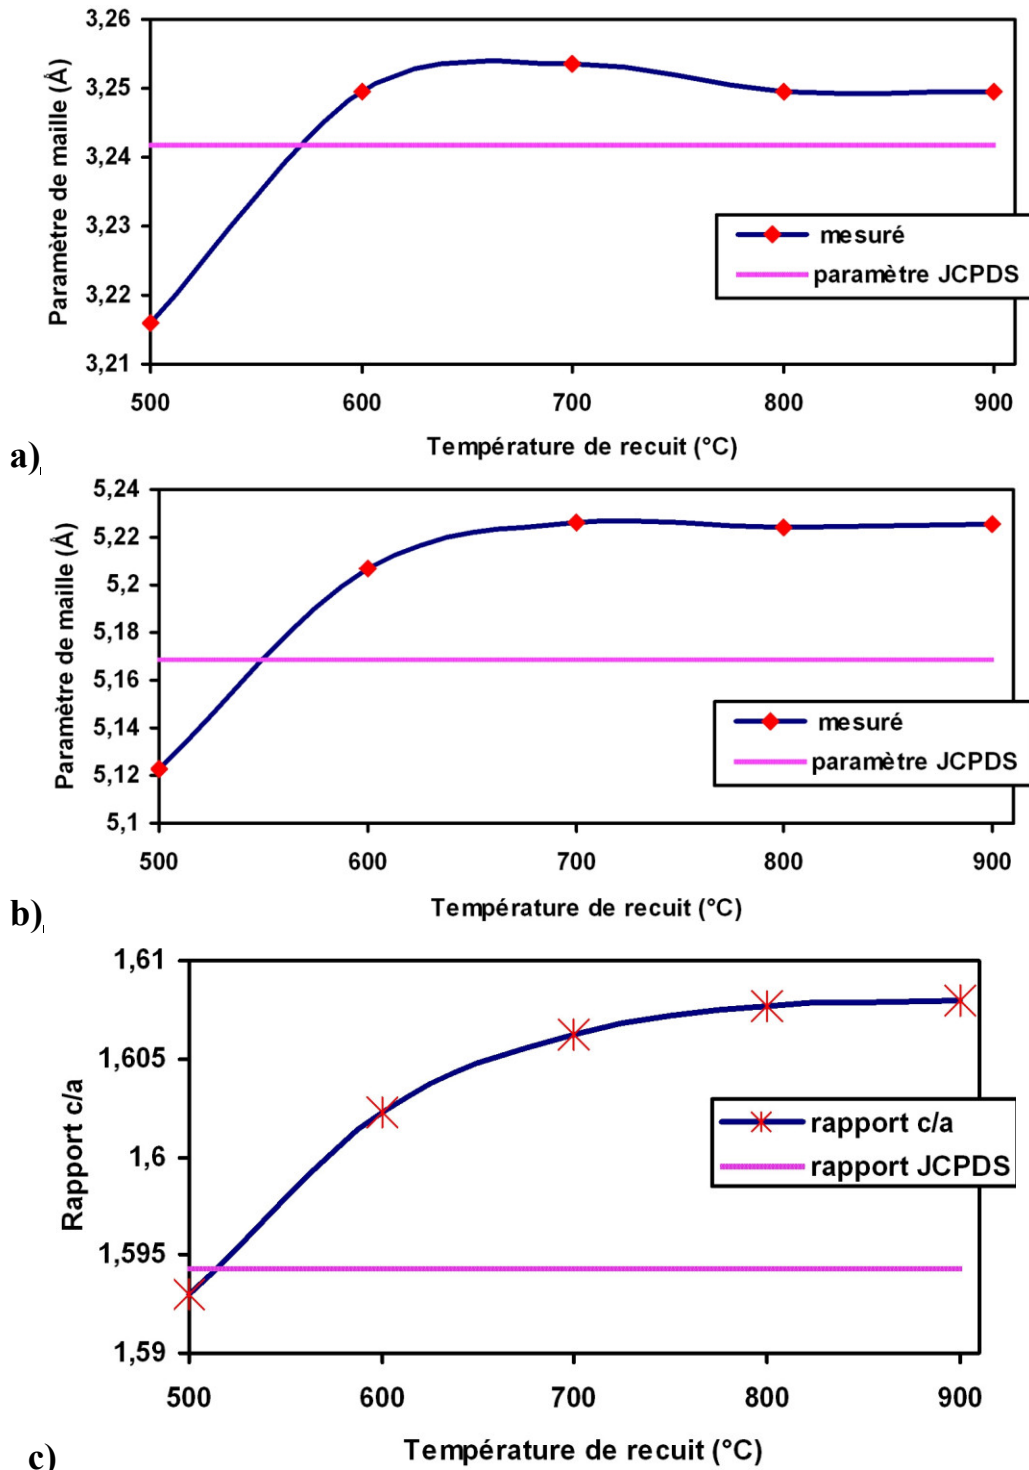 3,26
3,25
3,24
3,23
3,22
3,21
Paramètre de maille (Å)
mesuré
paramètre JCPDS
500 600 700 800 900
Température de recuit (°C)
a)
5,24
5,22
5,2
5,18
5,16
5,14
5,12
5,1
Paramètre de maille (Å)
mesuré
paramètre JCPDS
500 600 700 800 900
Température de recuit (°C)
b)
1,61
1,605
1,6
1,595
1,59
Rapport c/a
rapport c/a
rapport JCPDS
500 600 700 800 900
Température de recuit (°C)
c)